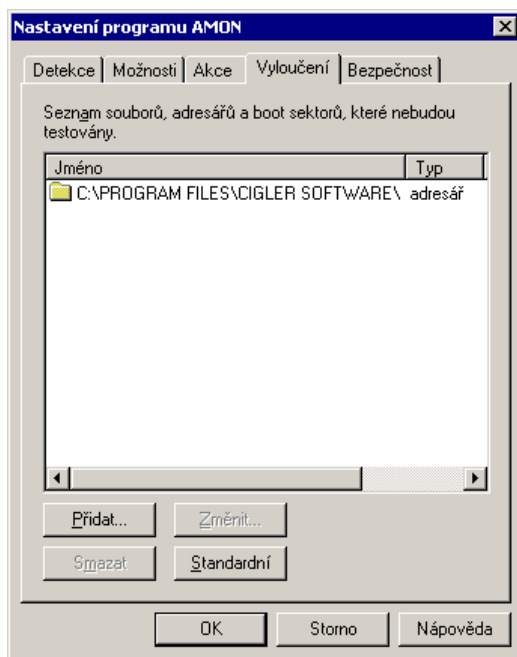 Nastavení programu AMON
Detekce Možnosti Akce Vyloučení Bezpečnost
Seznam souborů, adresářů a boot sektorů, které nebudou
testovány.
Jméno Typ
C:\PROGRAM FILES\CIGLER SOFTWARE\ adresář
Přidat... Změnit...
Smazat Standardní
OK Storno Nápověda